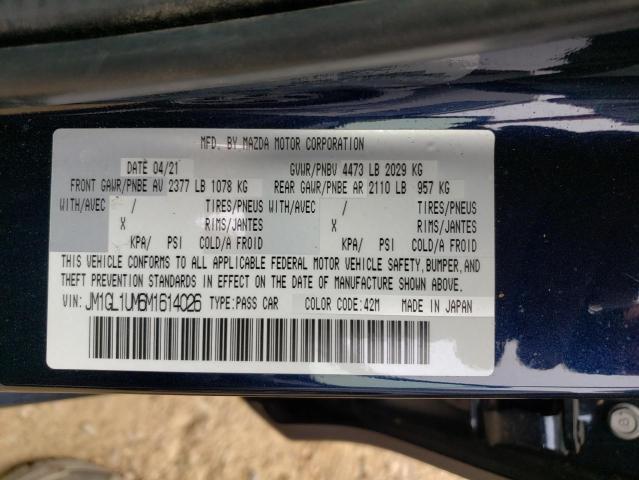 MFD. BY MAZDA MOTOR CORPORATION
DATE 04/21 GVWR/PNBV 4473 LB 2029 KG
FRONT GAWR/PNBE AV 2377 LB 1078 KG REAR GAWR/PNBE AR 2110 LB 957 KG
WITH/AVEC / TIRES/PNEUS WITH/AVEC / TIRES/PNEUS
X RIMS/JANTES X RIMS/JANTES
KPA/ PSI COLD/A FROID KPA/ PSI COLD/A FROID
THIS VEHICLE CONFORMS TO ALL APPLICABLE FEDERAL MOTOR VEHICLE SAFETY, BUMPER, AND
THEFT PREVENTION STANDARDS IN EFFECT ON THE DATE OF MANUFACTURE SHOWN ABOVE.
VIN: JM1GL1UM6M1614026 TYPE:PASS CAR COLOR CODE:42M MADE IN JAPAN